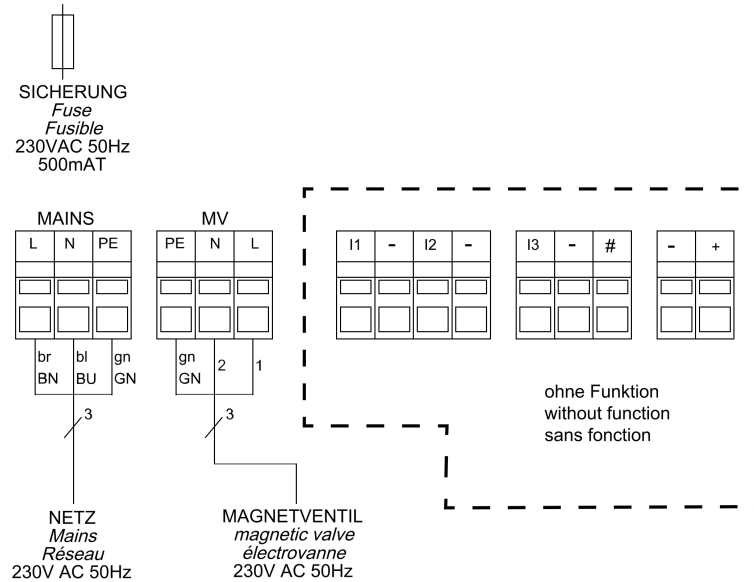 SICHERUNG
Fuse
Fusible
230VAC 50Hz
500mAT
MAINS
L N PE
br bl gn
BN BU GN
3
NETZ
Mains
Réseau
230V AC 50Hz
MV
PE N L
gn 2 1
GN
3
MAGNETVENTIL
magnetic valve
électrovanne
230V AC 50Hz
I1 - I2 -
I3 - #
- +
ohne Funktion
without function
sans fonction